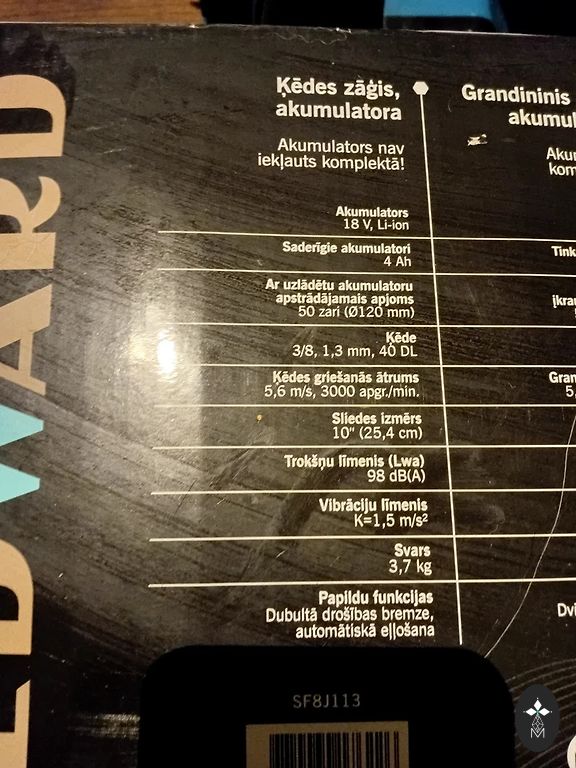 Ķēdes zāģis,
akumulatora
Akumulators nav
iekļauts komplektā!
Akumulators
18 V, Li-ion
Saderīgie akumulatori
4 Ah
Ar uzlādētu akumulatoru
apstrādājamais apjoms
50 zari (Ø120 mm)
Ķēde
3/8, 1,3 mm, 40 DL
Ķēdes griešanās ātrums
5,6 m/s, 3000 apgr./min.
Sliedes izmērs
10" (25,4 cm)
Trokšņu līmenis (Lwa)
98 dB(A)
Vibrāciju līmenis
K=1,5 m/s²
Svars
3,7 kg
Papildu funkcijas
Dubultā drošības bremze,
automātiskā eļļošana
Grandininis
SF8J113